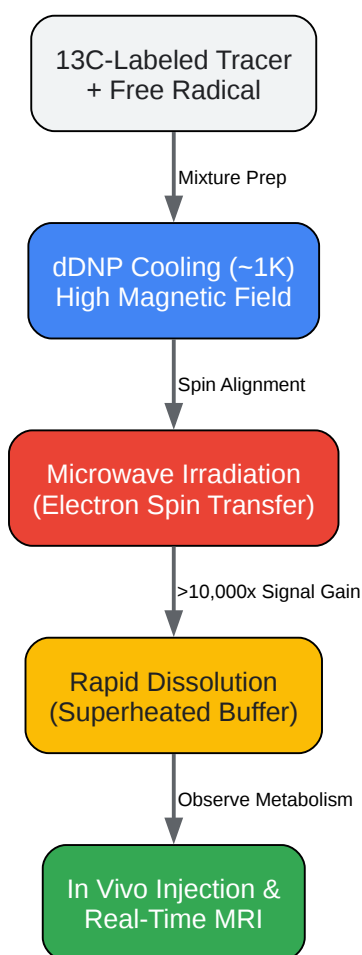 13C-Labeled Tracer
+ Free Radical
Mixture Prep
dDNP Cooling (~1K)
High Magnetic Field
Spin Alignment
Microwave Irradiation
(Electron Spin Transfer)
>10,000x Signal Gain
Rapid Dissolution
(Superheated Buffer)
Observe Metabolism
In Vivo Injection &
Real-Time MRI